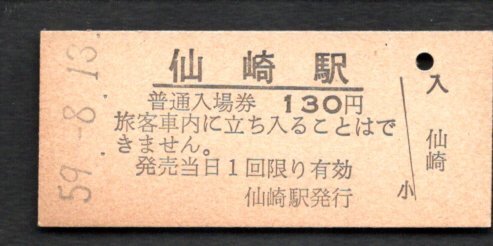 59.-8.13
仙崎駅
普通入場券 130円
旅客車内に立ち入ることはで
きません。
発売当日1回限り有効
仙崎駅発行
入
仙崎
小